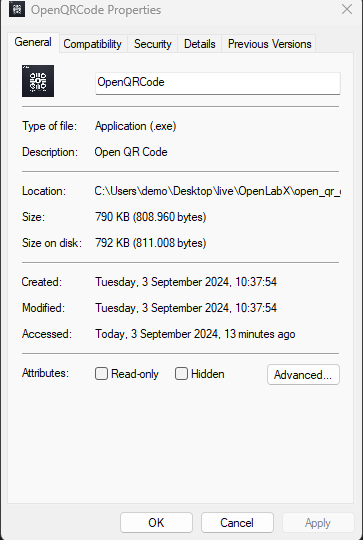 OpenQRCode Properties
General Compatibility Security Details Previous Versions
OpenQRCode
Type of file: Application (.exe)
Description: Open QR Code
Location: C:\Users\demo\Desktop\live\OpenLabX\open_qr_
Size: 790 KB (808.960 bytes)
Size on disk: 792 KB (811.008 bytes)
Created: Tuesday, 3 September 2024, 10:37:54
Modified: Tuesday, 3 September 2024, 10:37:54
Accessed: Today, 3 September 2024, 13 minutes ago
Attributes: Read-only Hidden Advanced...
OK Cancel Apply